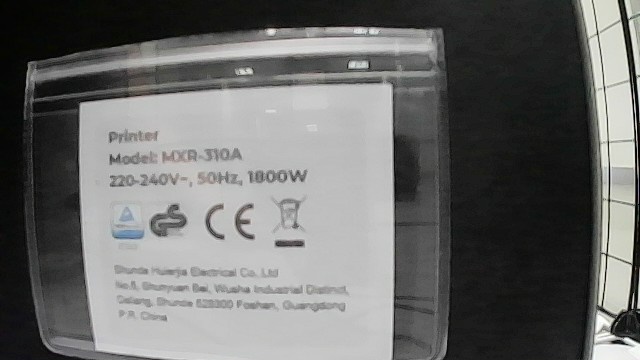 Printer
Model: MXR-310A
220-240V~, 50Hz, 1800W
CE
Shunde Huanjia Electrical Co. Ltd
No.5, Shunyuan Bei, Wusha Industrial District,
Daliang, Shunde 528300 Foshan, Guangdong
P.R. China